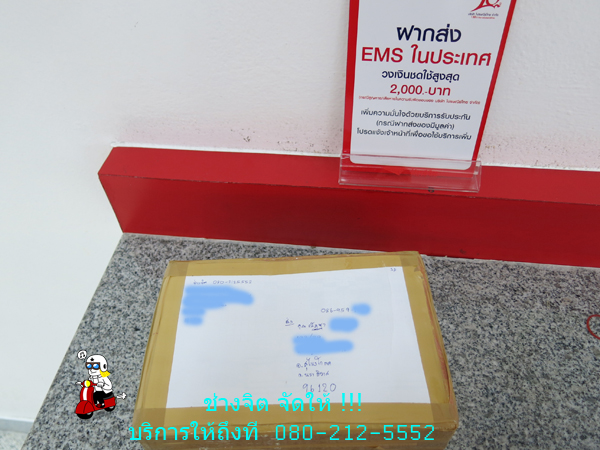 ฝากส่ง
EMS ในประเทศ
วงเงินชดใช้สูงสุด
2,000.-บาท
เพิ่มความมั่นใจด้วยบริการรับประกัน
(กรณีฝากส่งของมีมูลค่า)
โปรดแจ้งเจ้าหน้าที่เพื่อขอใช้บริการเพิ่ม
96120
ช่างจิต จัดให้ !!!
บริการให้ถึงที่ 080-212-5552